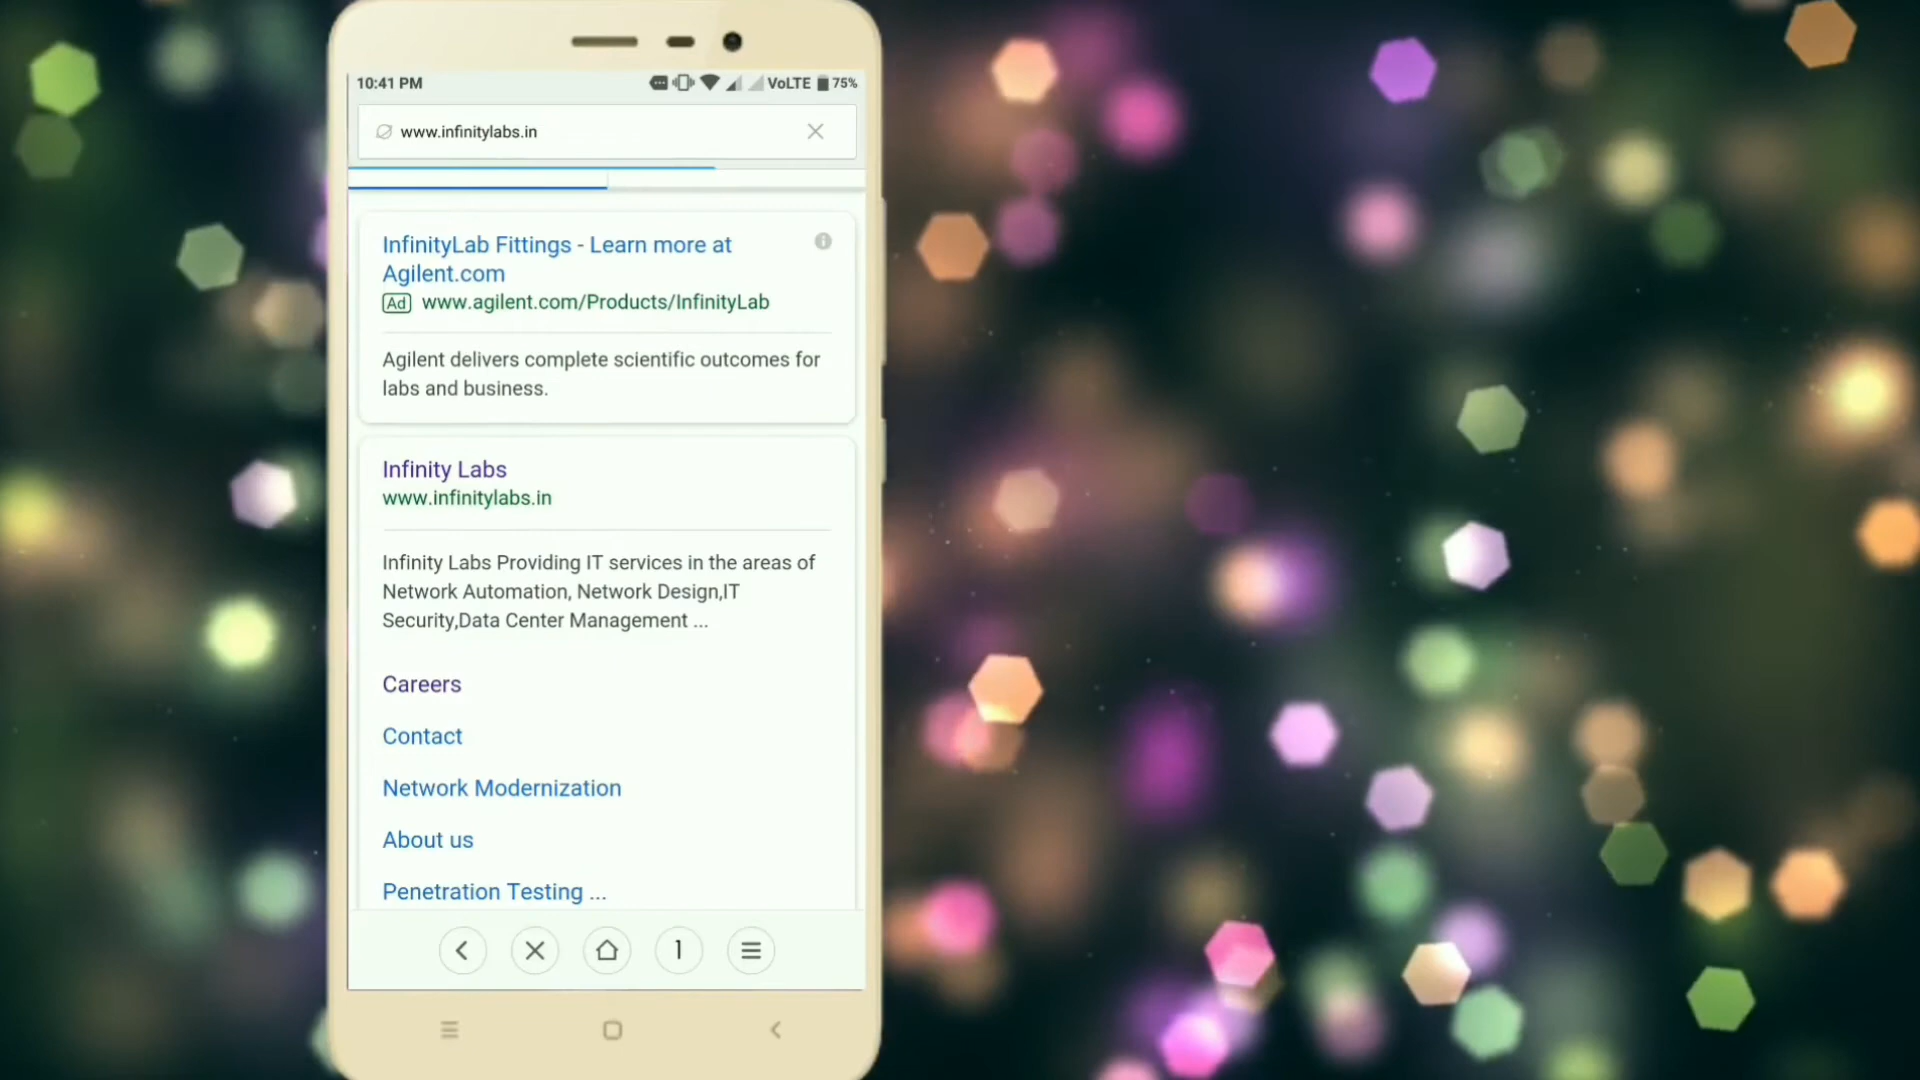 10:41 PM
VoLTE 75%
www.infinitylabs.in
InfinityLab Fittings - Learn more at
Agilent.com
Ad www.agilent.com/Products/InfinityLab
Agilent delivers complete scientific outcomes for
labs and business.
Infinity Labs
www.infinitylabs.in
Infinity Labs Providing IT services in the areas of
Network Automation, Network Design,IT
Security,Data Center Management ...
Careers
Contact
Network Modernization
About us
Penetration Testing ...
1